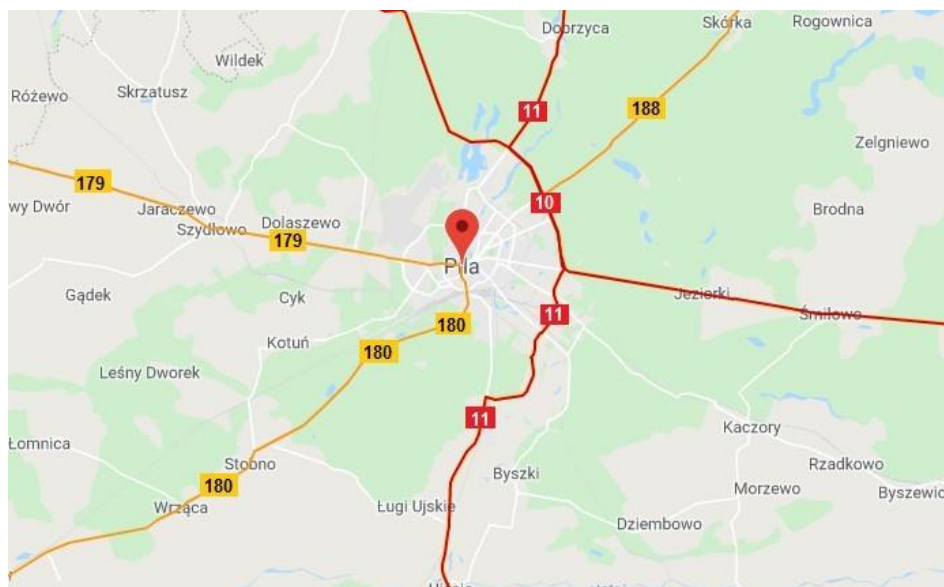 Dobrzyca
Skórka
Rogownica
Wildek
Różewo
Skrzatusz
11
188
Zelgniewo
179
wy Dwór
Jaraczewo
Szydłowo
Dolaszewo
179
10
Brodna
Piła
Gądek
Cyk
Jeziorki
Śmiłowo
11
180
Kotuń
180
Leśny Dworek
11
Kaczory
Łomnica
Stobno
Byszki
Rzadkowo
180
Wrząca
Morzewo
Byszewic
Ługi Ujskie
Dziembowo